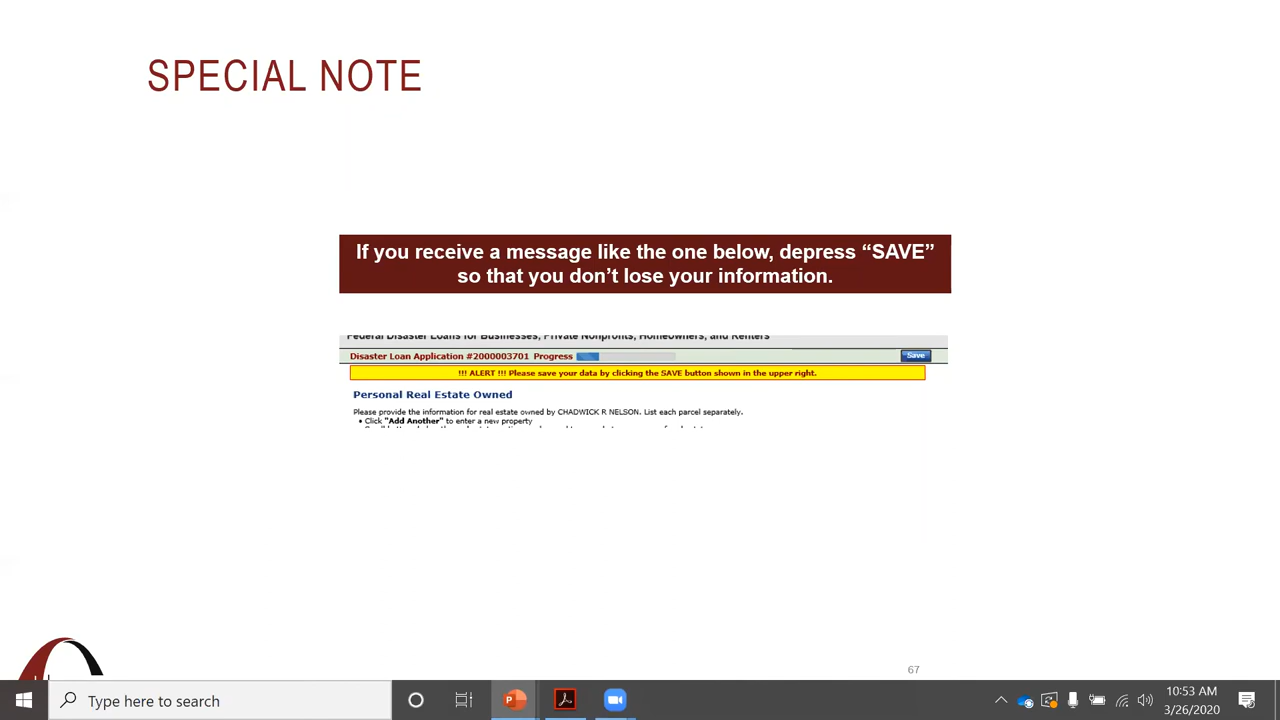 SPECIAL NOTE
If you receive a message like the one below, depress “SAVE”
so that you don’t lose your information.
Federal Disaster Loans for Businesses, Private Nonprofits, Homeowners, and Renters
Disaster Loan Application #2000003701 Progress
Save
!!! ALERT !!! Please save your data by clicking the SAVE button shown in the upper right.
Personal Real Estate Owned
Please provide the information for real estate owned by CHADWICK R NELSON. List each parcel separately.
• Click "Add Another" to enter a new property
67
Type here to search
10:53 AM
3/26/2020